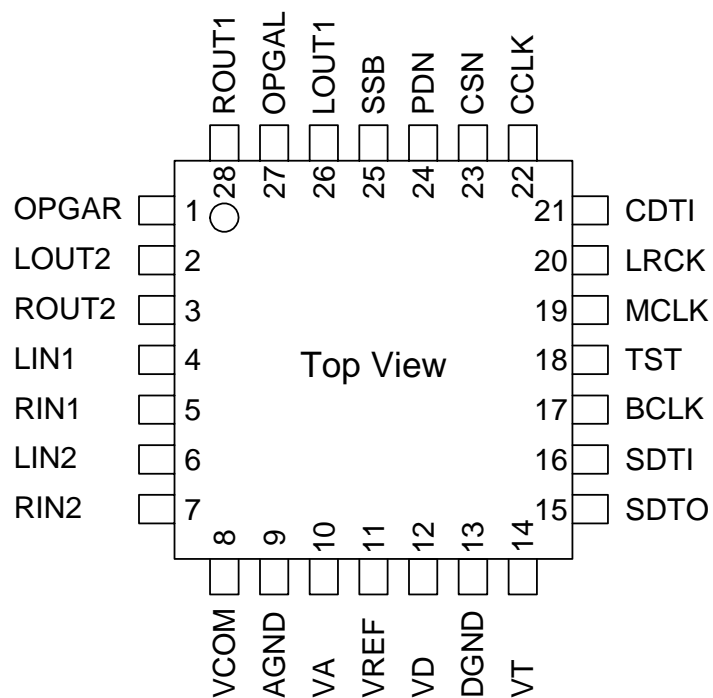 ROUT1 OPGAL LOUT1 SSB PDN CSN CCLK
28 27 26 25 24 23 22
OPGAR 1 21 CDTI
LOUT2 2 20 LRCK
ROUT2 3 19 MCLK
LIN1 4 Top View 18 TST
RIN1 5 17 BCLK
LIN2 6 16 SDTI
RIN2 7 15 SDTO
8 9 10 11 12 13 14
VCOM AGND VA VREF VD DGND VT